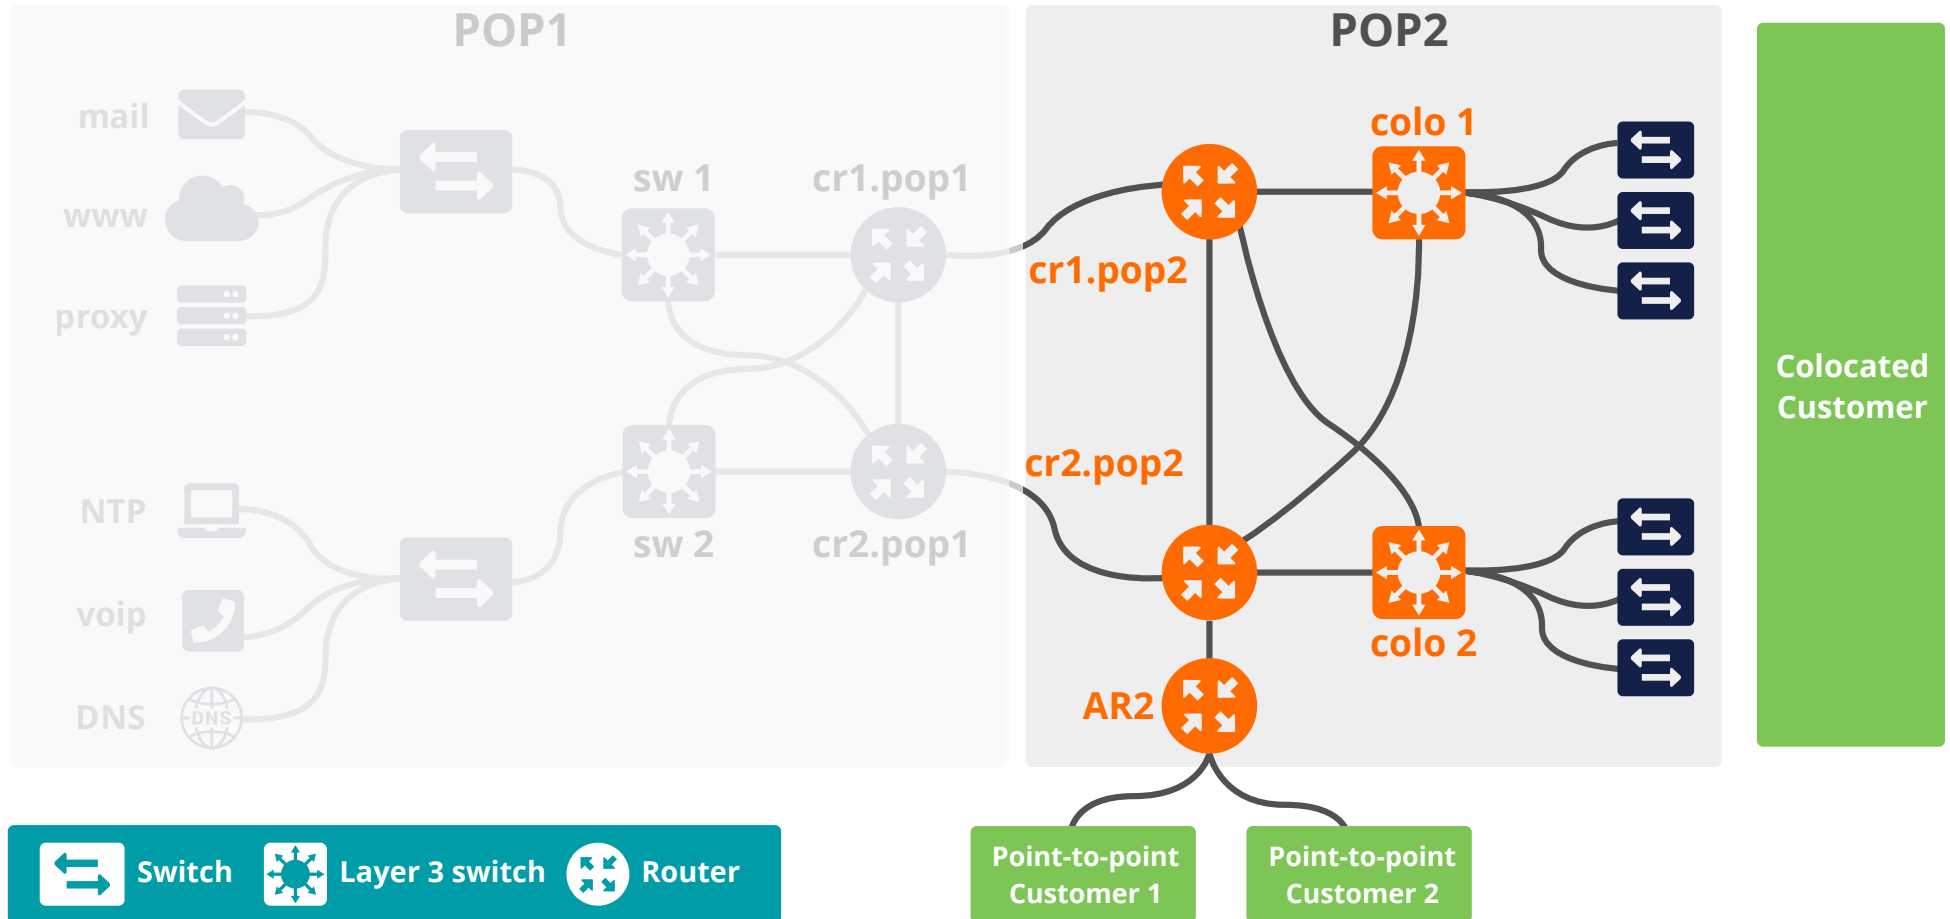 POP1
POP2
mail
www
proxy
NTP
voip
DNS
DNS
sw 1
cr1.pop1
sw 2
cr2.pop1
cr1.pop2
cr2.pop2
colo 1
colo 2
AR2
Colocated
Customer
Point-to-point
Customer 1
Point-to-point
Customer 2
Switch
Layer 3 switch
Router